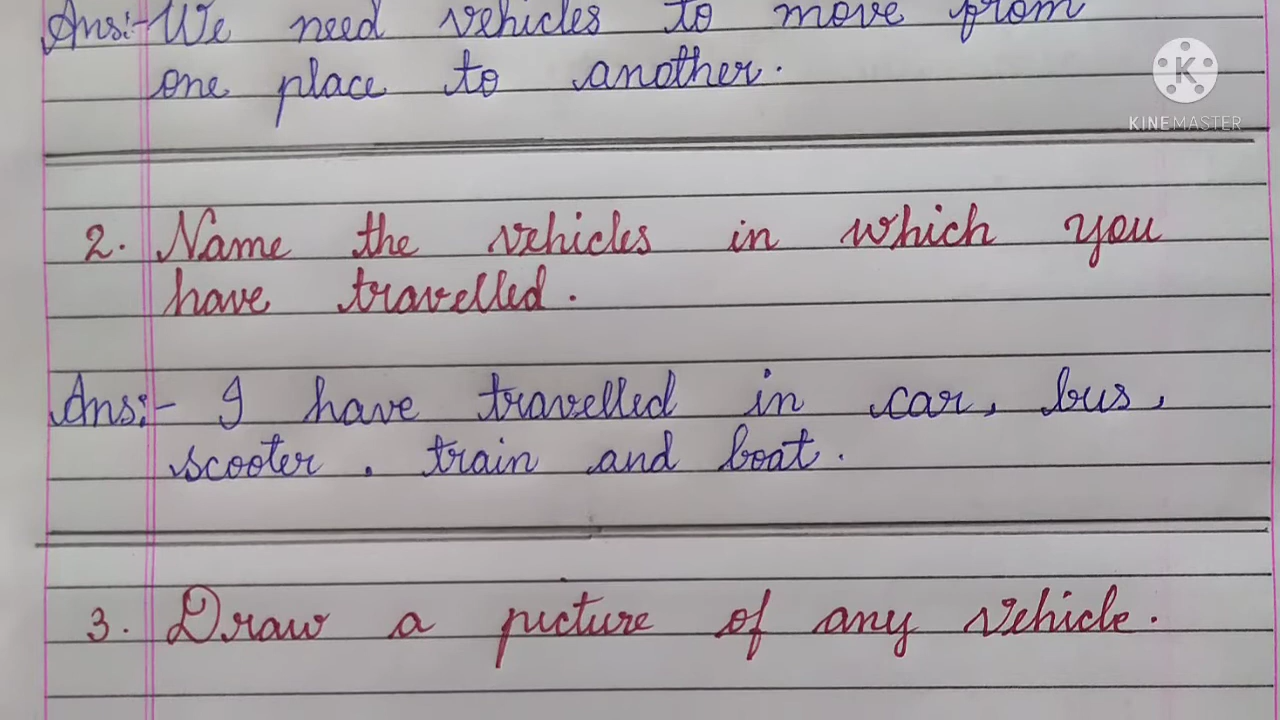 Ans:- We need vehicles to move from
one place to another.
KINEMASTER
2. Name the vehicles in which you
have travelled.
Ans:- I have travelled in car, bus,
scooter, train and boat.
3. Draw a picture of any vehicle.